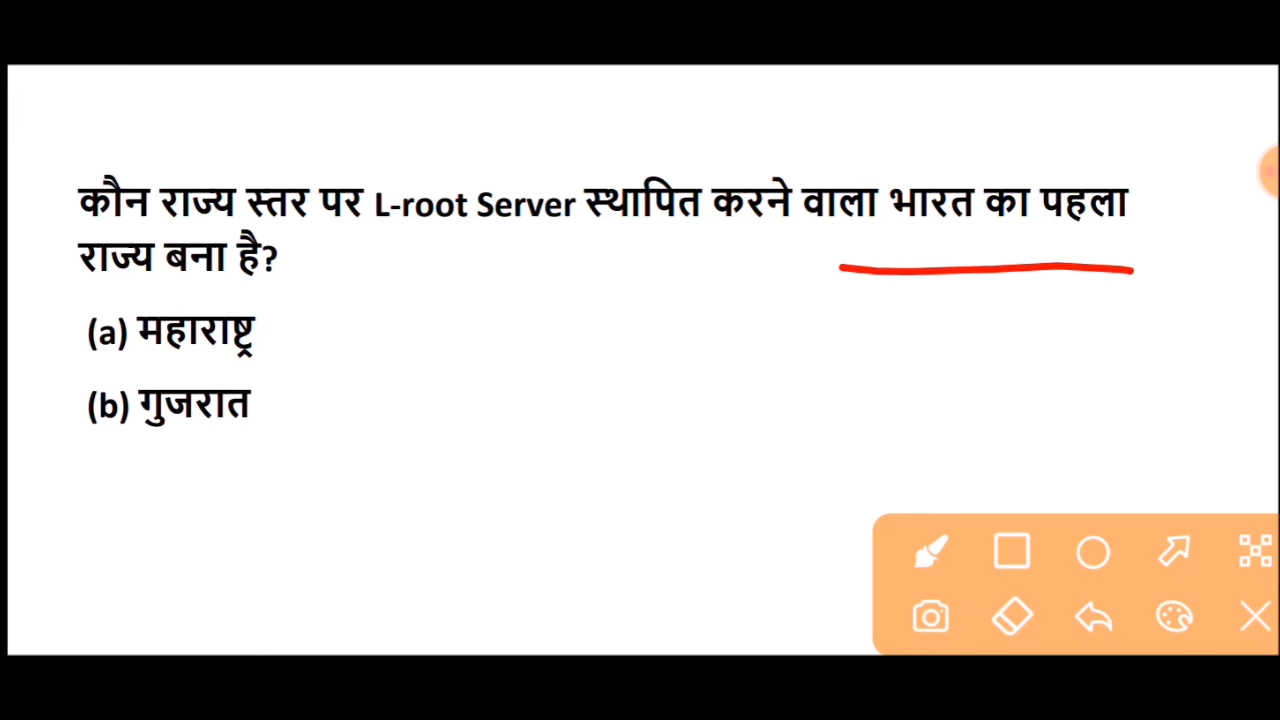 कौन राज्य स्तर पर L-root Server स्थापित करने वाला भारत का पहला
राज्य बना है?
(a) महाराष्ट्र
(b) गुजरात